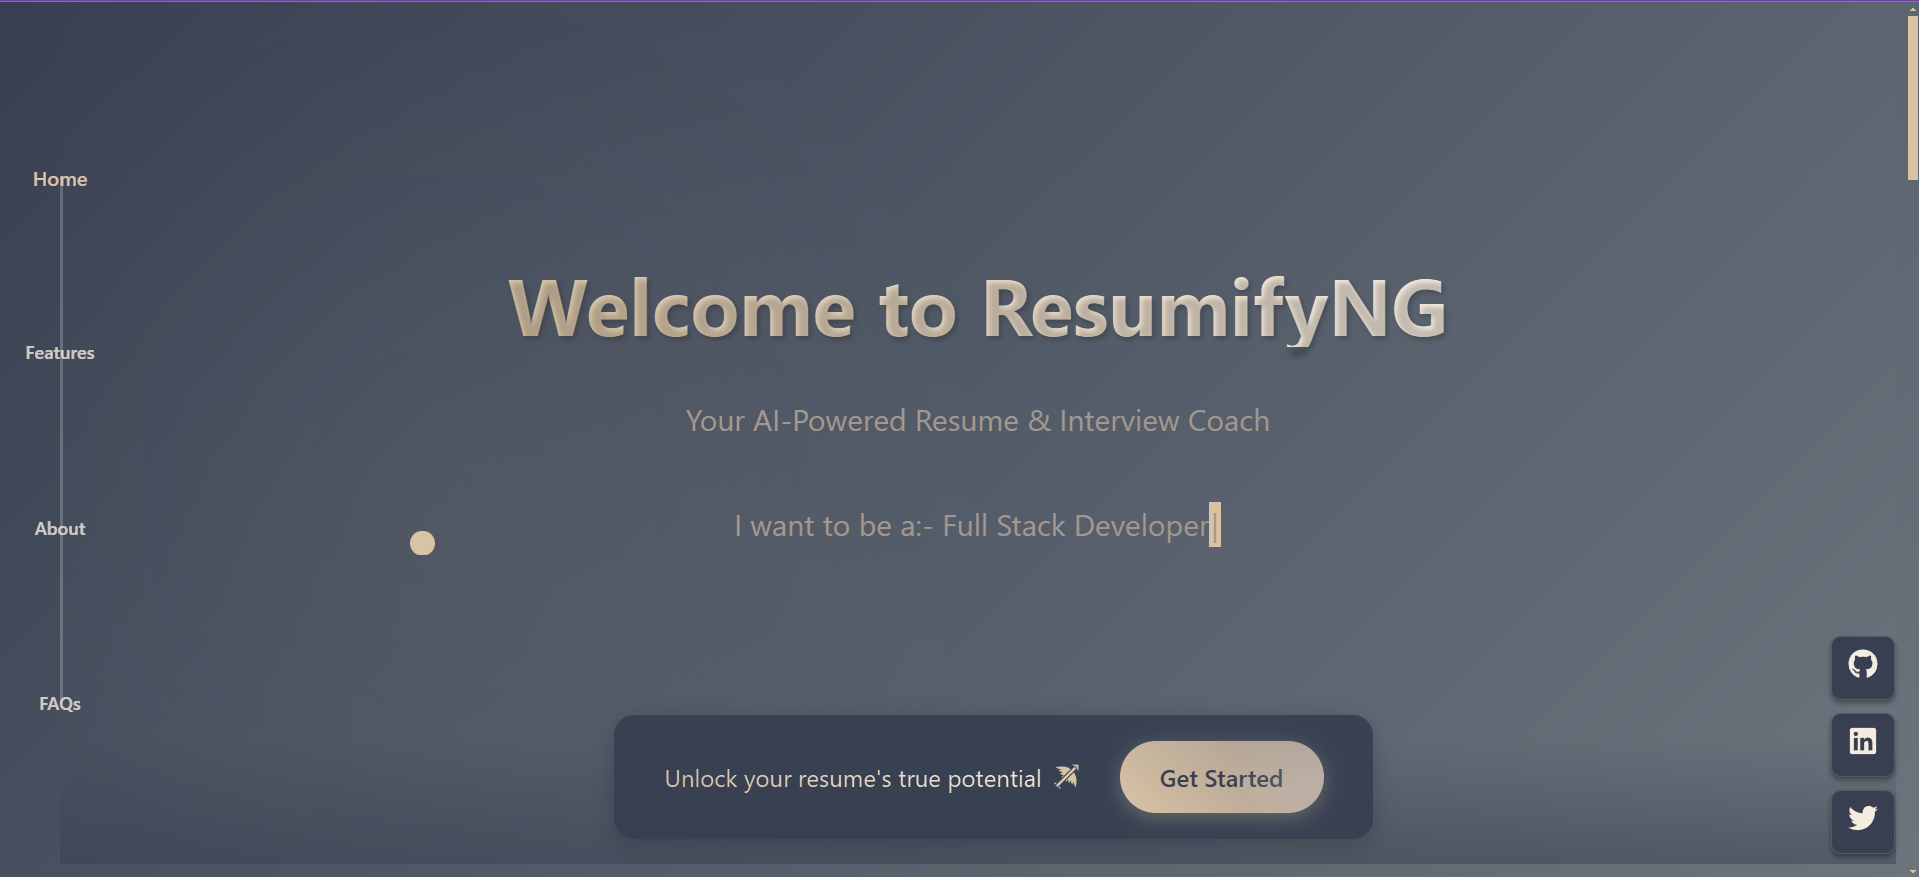 Home
Features
About
FAQs
Welcome to ResumifyNG
Your AI-Powered Resume & Interview Coach
I want to be a:- Full Stack Developer|
Unlock your resume's true potential
Get Started